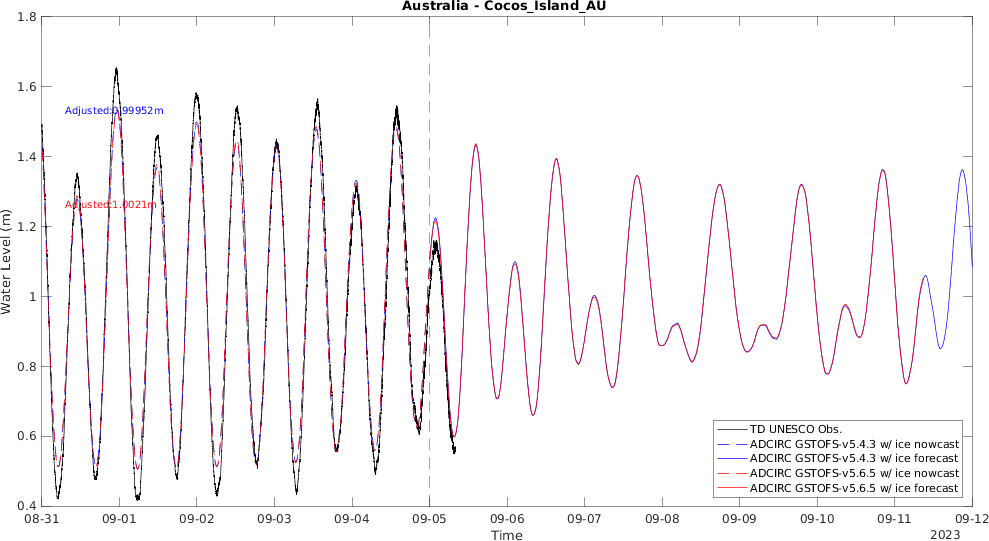 Australia - Cocos_Island_AU
1.8
1.6
1.4
1.2
1
0.8
0.6
0.4
Water Level (m)
Adjusted:0.99952m
Adjusted:1.0021m
TD UNESCO Obs.
ADCIRC GSTOFS-v5.4.3 w/ ice nowcast
ADCIRC GSTOFS-v5.4.3 w/ ice forecast
ADCIRC GSTOFS-v5.6.5 w/ ice nowcast
ADCIRC GSTOFS-v5.6.5 w/ ice forecast
08-31 09-01 09-02 09-03 09-04 09-05 09-06 09-07 09-08 09-09 09-10 09-11 09-12
Time
2023